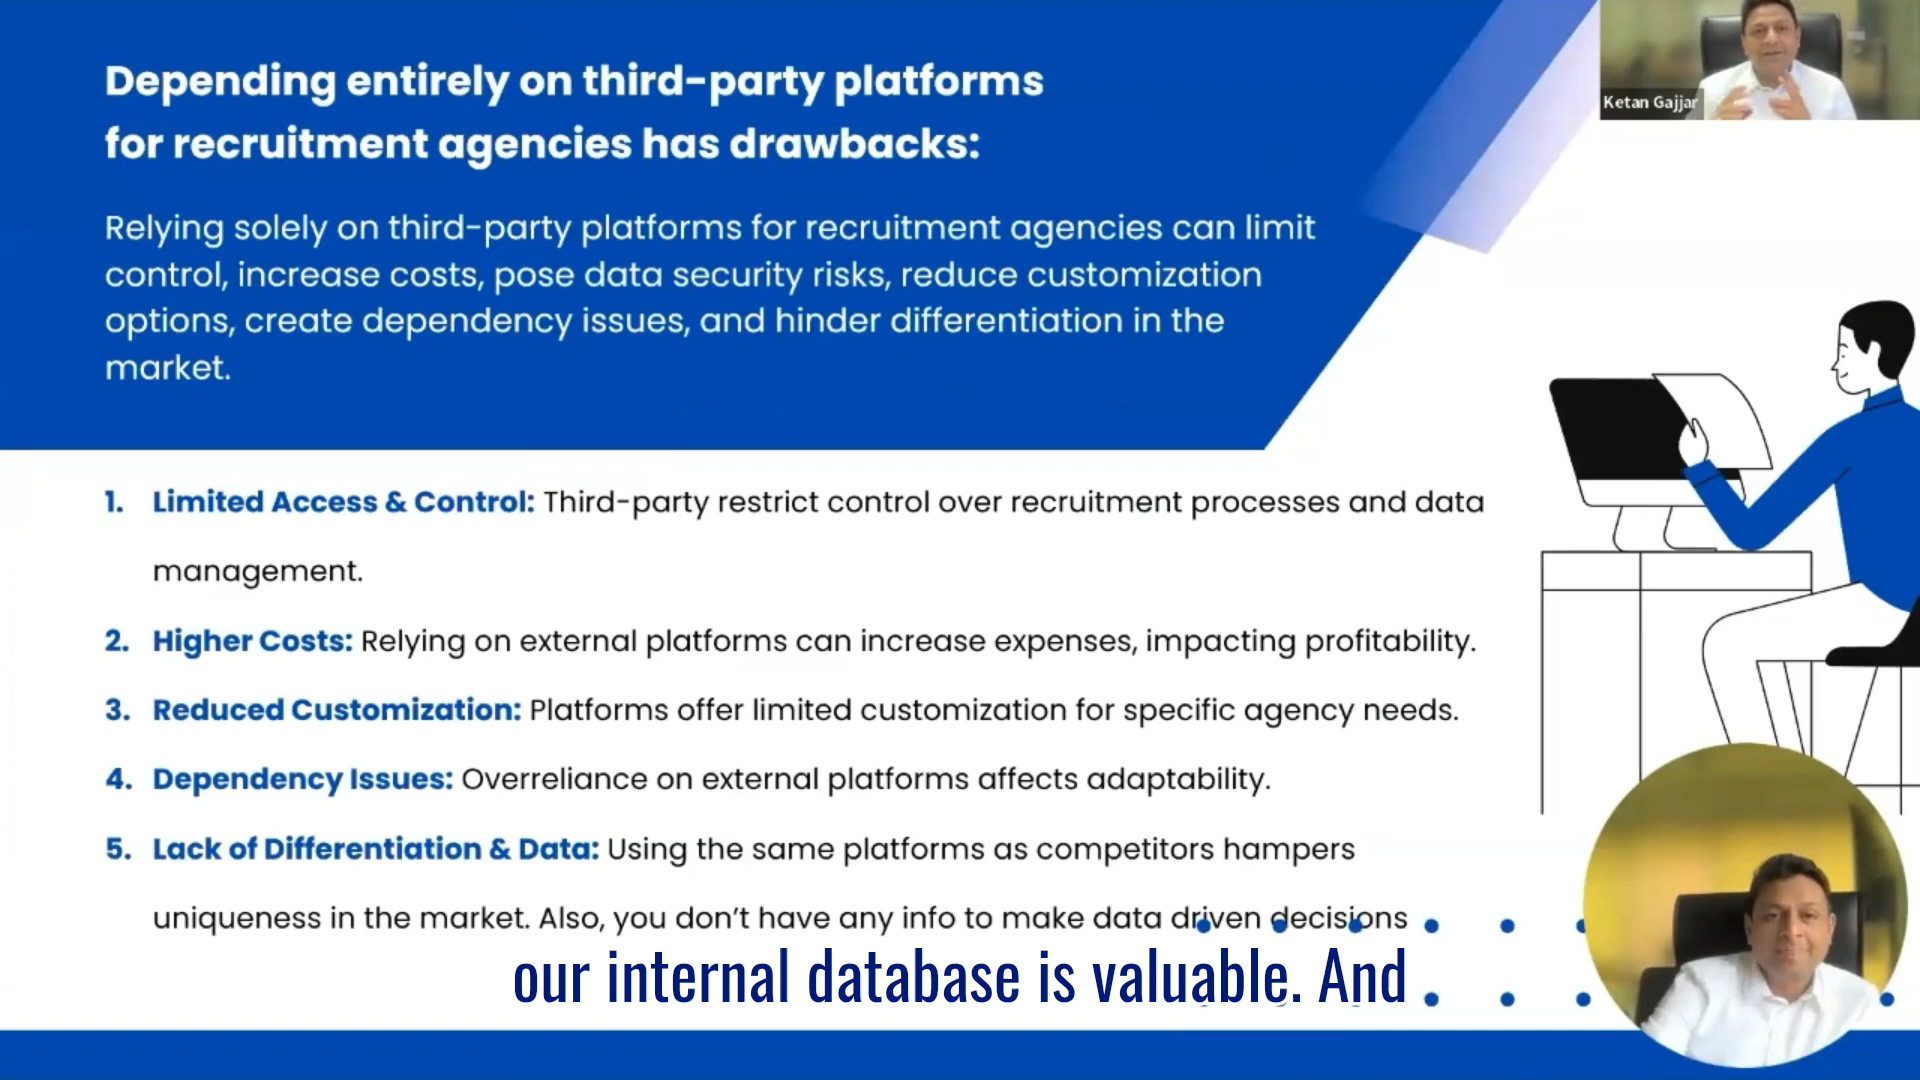 Depending entirely on third-party platforms
for recruitment agencies has drawbacks:
Ketan Gajjar
Relying solely on third-party platforms for recruitment agencies can limit
control, increase costs, pose data security risks, reduce customization
options, create dependency issues, and hinder differentiation in the
market.
1. Limited Access & Control: Third-party restrict control over recruitment processes and data
management.
2. Higher Costs: Relying on external platforms can increase expenses, impacting profitability.
3. Reduced Customization: Platforms offer limited customization for specific agency needs.
4. Dependency Issues: Overreliance on external platforms affects adaptability.
5. Lack of Differentiation & Data: Using the same platforms as competitors hampers
uniqueness in the market. Also, you don't have any info to make data driven decisions
our internal database is valuable. And